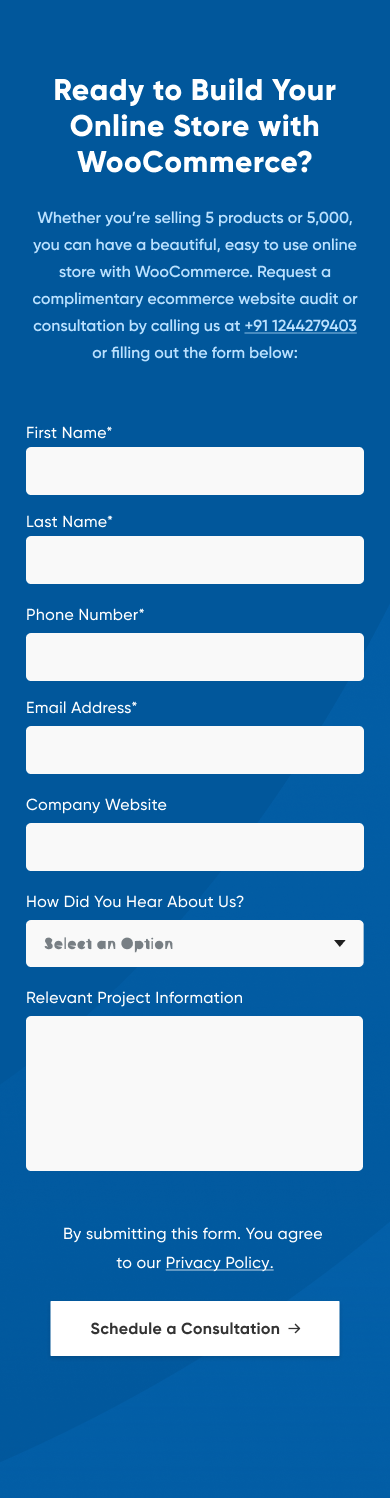 Ready to Build Your
Online Store with
WooCommerce?
Whether you’re selling 5 products or 5,000,
you can have a beautiful, easy to use online
store with WooCommerce. Request a
complimentary ecommerce website audit or
consultation by calling us at +91 1244279403
or filling out the form below:
First Name*
Last Name*
Phone Number*
Email Address*
Company Website
How Did You Hear About Us?
Select an Option
Relevant Project Information
By submitting this form. You agree
to our Privacy Policy.
Schedule a Consultation →